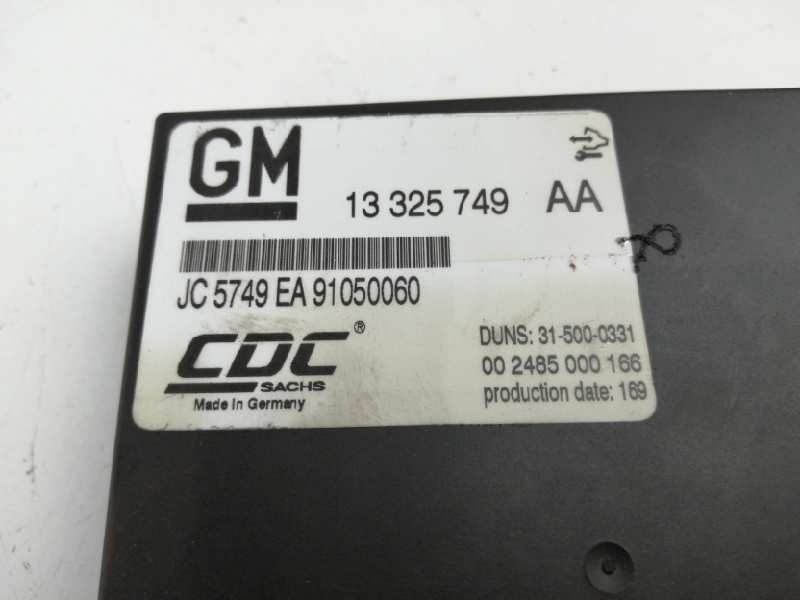 GM
13 325 749 AA
JC 5749 EA 91050060
CDC®
SACHS
Made in Germany
DUNS: 31-500-0331
00 2485 000 166
production date: 169